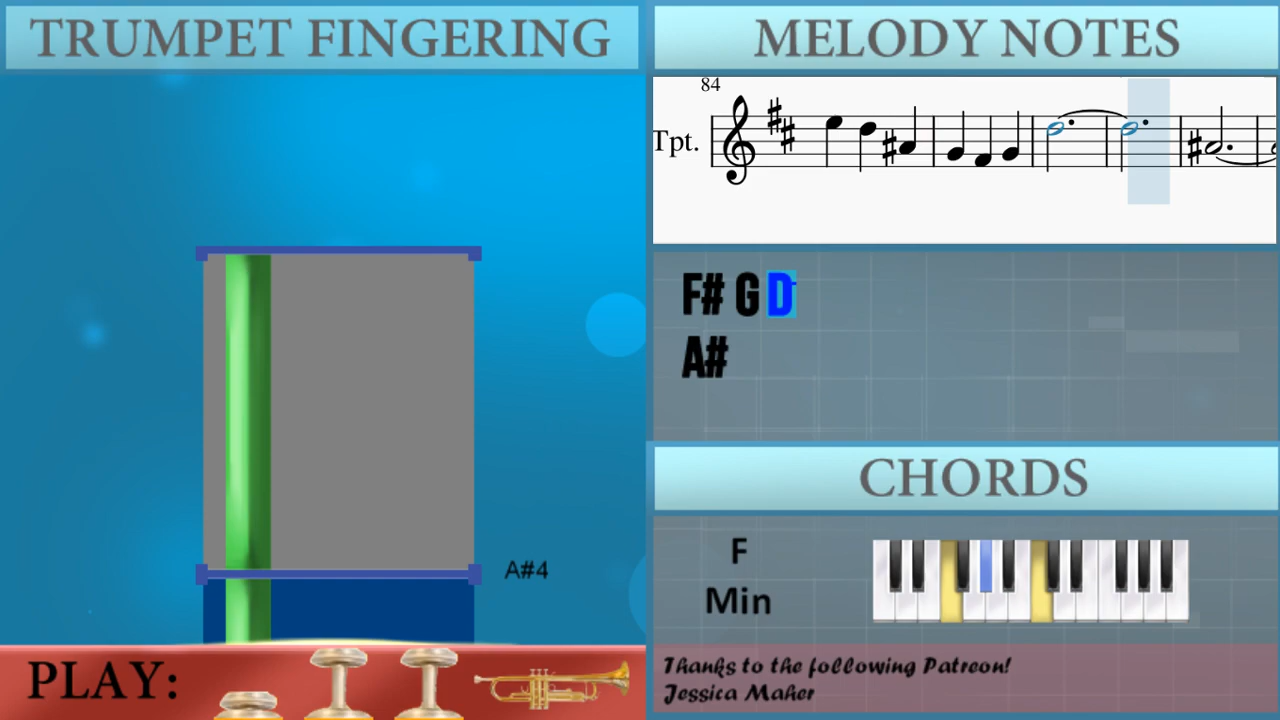 TRUMPET FINGERING
A#4
PLAY:
MELODY NOTES
84
Tpt.
F# G D
A#
CHORDS
F
Min
Thanks to the following Patreon!
Jessica Maher